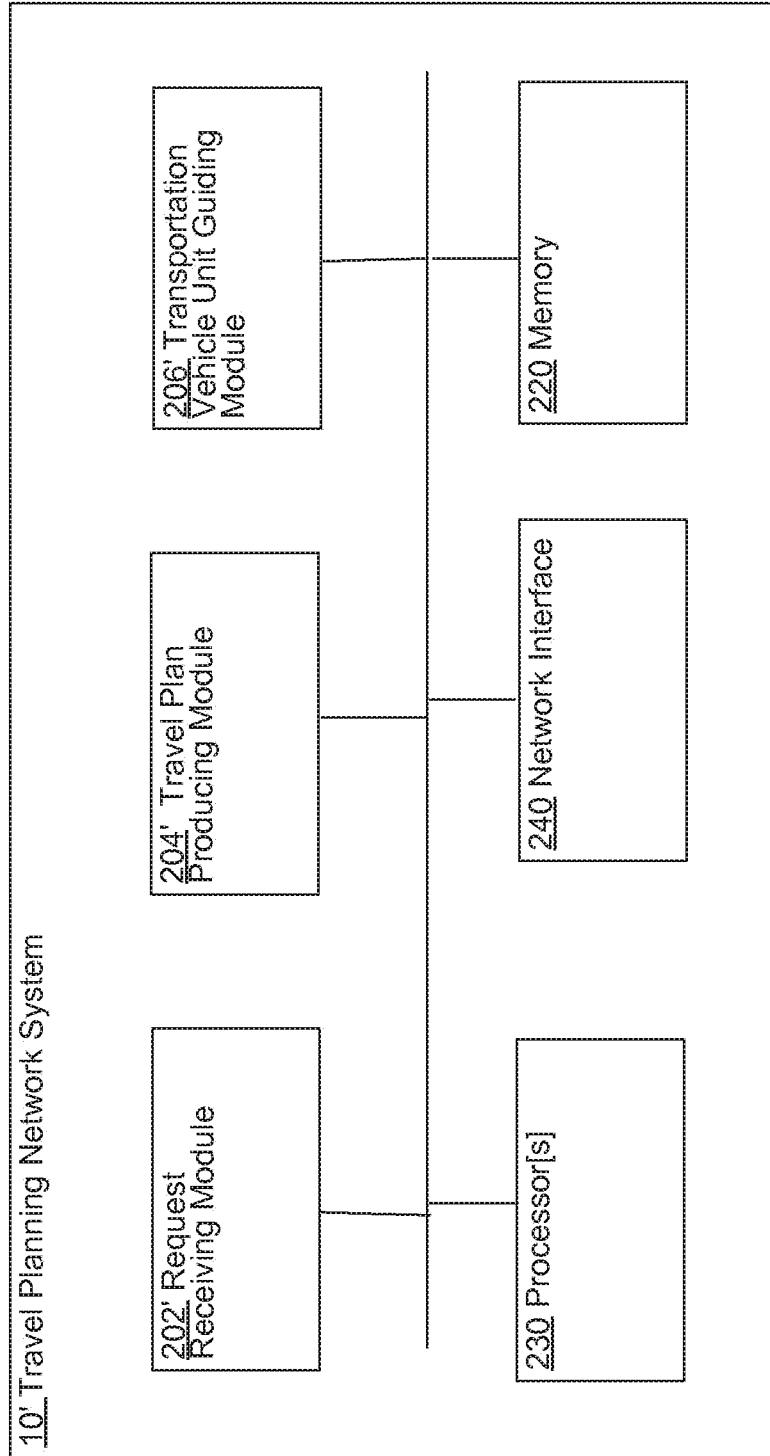 10' Travel Planning Network System
202' Request
Receiving Module
204' Travel Plan
Producing Module
206' Transportation
Vehicle Unit Guiding
Module
230 Processor[s]
240 Network Interface
220 Memory